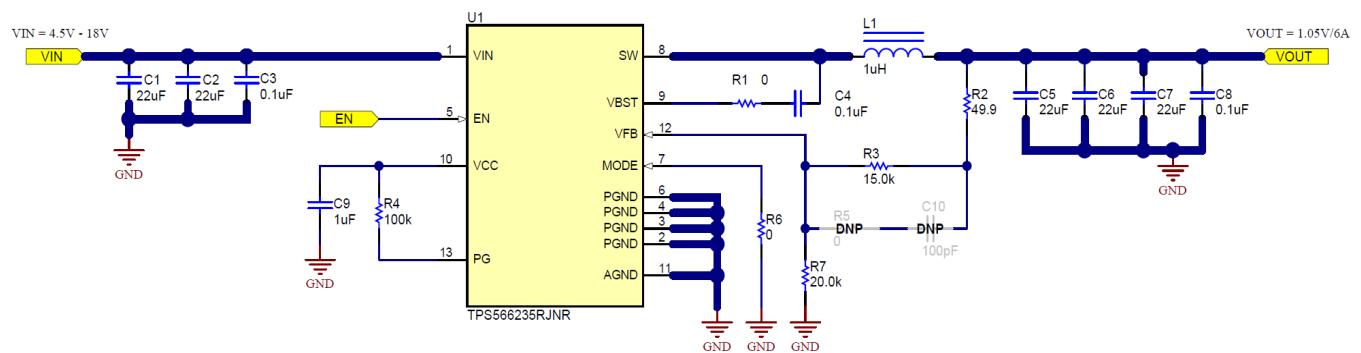 U1
VIN = 4.5V - 18V
VIN
C1
22uF
C2
22uF
C3
0.1uF
GND
EN
C9
1uF
GND
R4
100k
1
VIN
5
EN
10
VCC
13
PG
SW
8
VBST
9
VFB
12
MODE
7
PGND
6
PGND
4
PGND
3
PGND
2
AGND
11
TPS566235RJNR
GND
R6
0
GND
R1 0
C4
0.1uF
L1
1uH
R3
15.0k
R5
DNP
0
C10
DNP
100pF
R7
20.0k
GND
R2
49.9
C5
22uF
C6
22uF
C7
22uF
C8
0.1uF
GND
VOUT = 1.05V/6A
VOUT